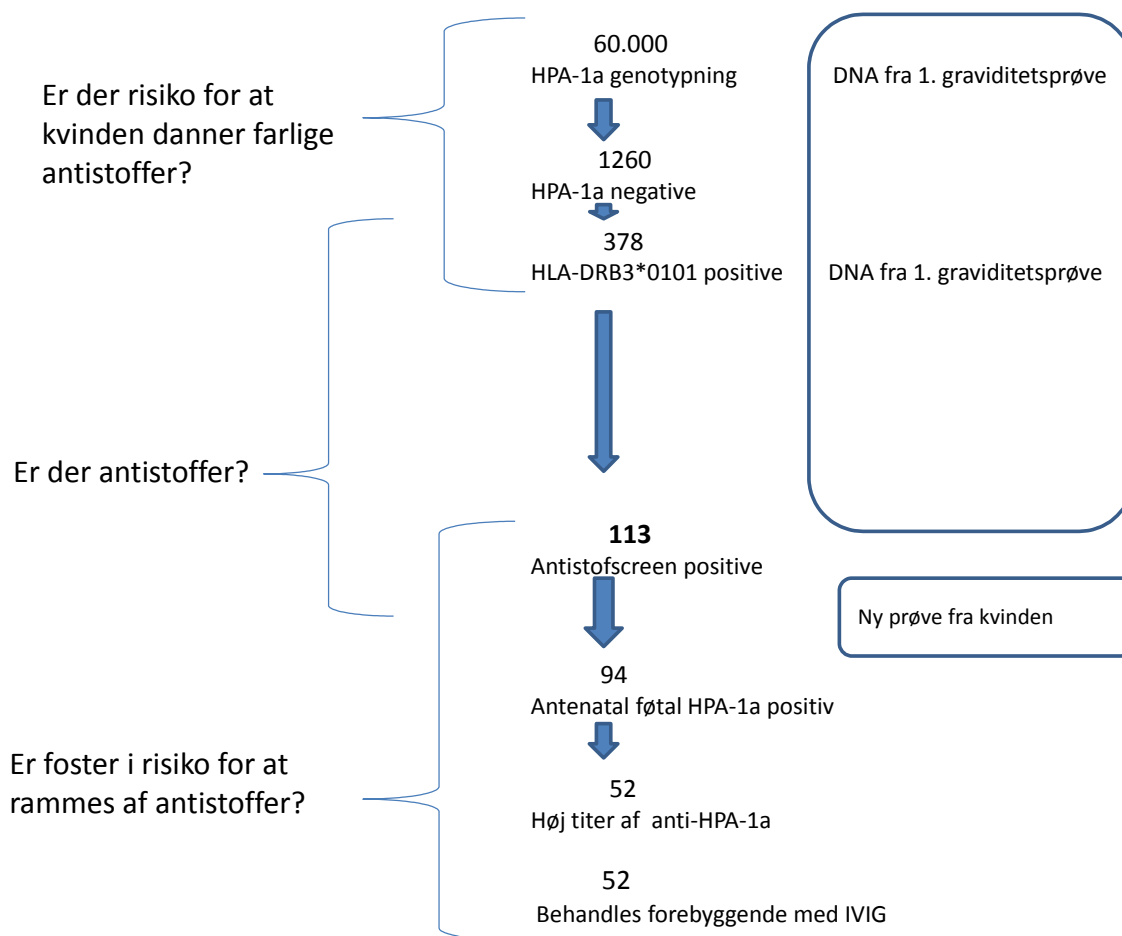 60.000
HPA-1a genotypning
DNA fra 1. graviditetsprøve
Er der risiko for at
kvinden danner farlige
antistoffer?
1260
HPA-1a negative
378
HLA-DRB3*0101 positive
DNA fra 1. graviditetsprøve
Er der antistoffer?
113
Antistofscreen positive
Ny prøve fra kvinden
94
Antenatal føtal HPA-1a positiv
Er foster i risiko for at
rammes af antistoffer?
52
Høj titer af anti-HPA-1a
52
Behandles forebyggende med IVIG